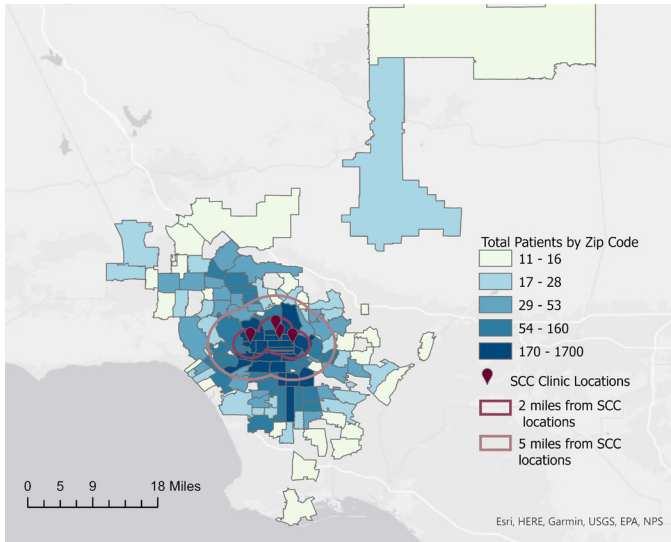 Total Patients by Zip Code
11 - 16
17 - 28
29 - 53
54 - 160
170 - 1700
SCC Clinic Locations
2 miles from SCC
locations
5 miles from SCC
locations
0 5 9 18 Miles
Esri, HERE, Garmin, USGS, EPA, NPS